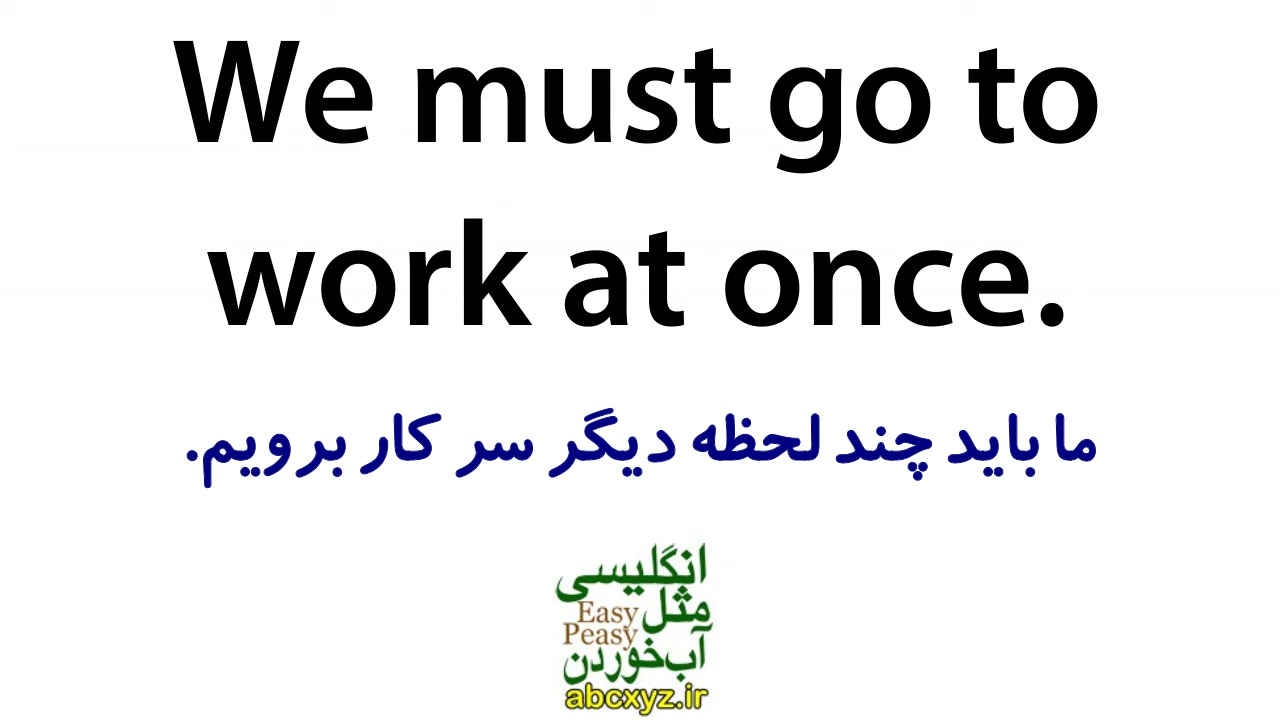 We must go to
work at once.
ما باید چند لحظه دیگر سر کار برویم.
انگلیسی
مثل
Easy
Peasy
آب‌خوردن
abcxyz.ir